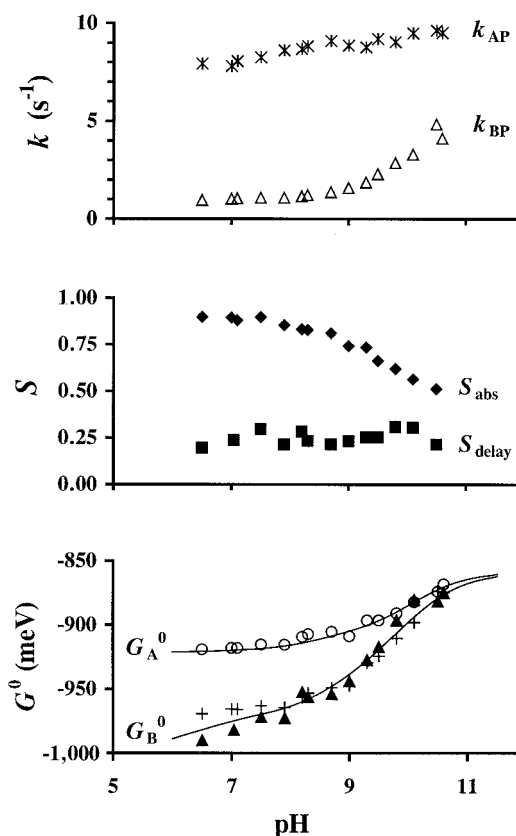 10
k_AP
k (s⁻¹)
5
k_BP
0
1.00
0.75
S
0.50
S_abs
0.25
S_delay
0.00
-850
G⁰ (meV)
-900
G_A⁰
-950
G_B⁰
-1,000
5 7 9 11
pH